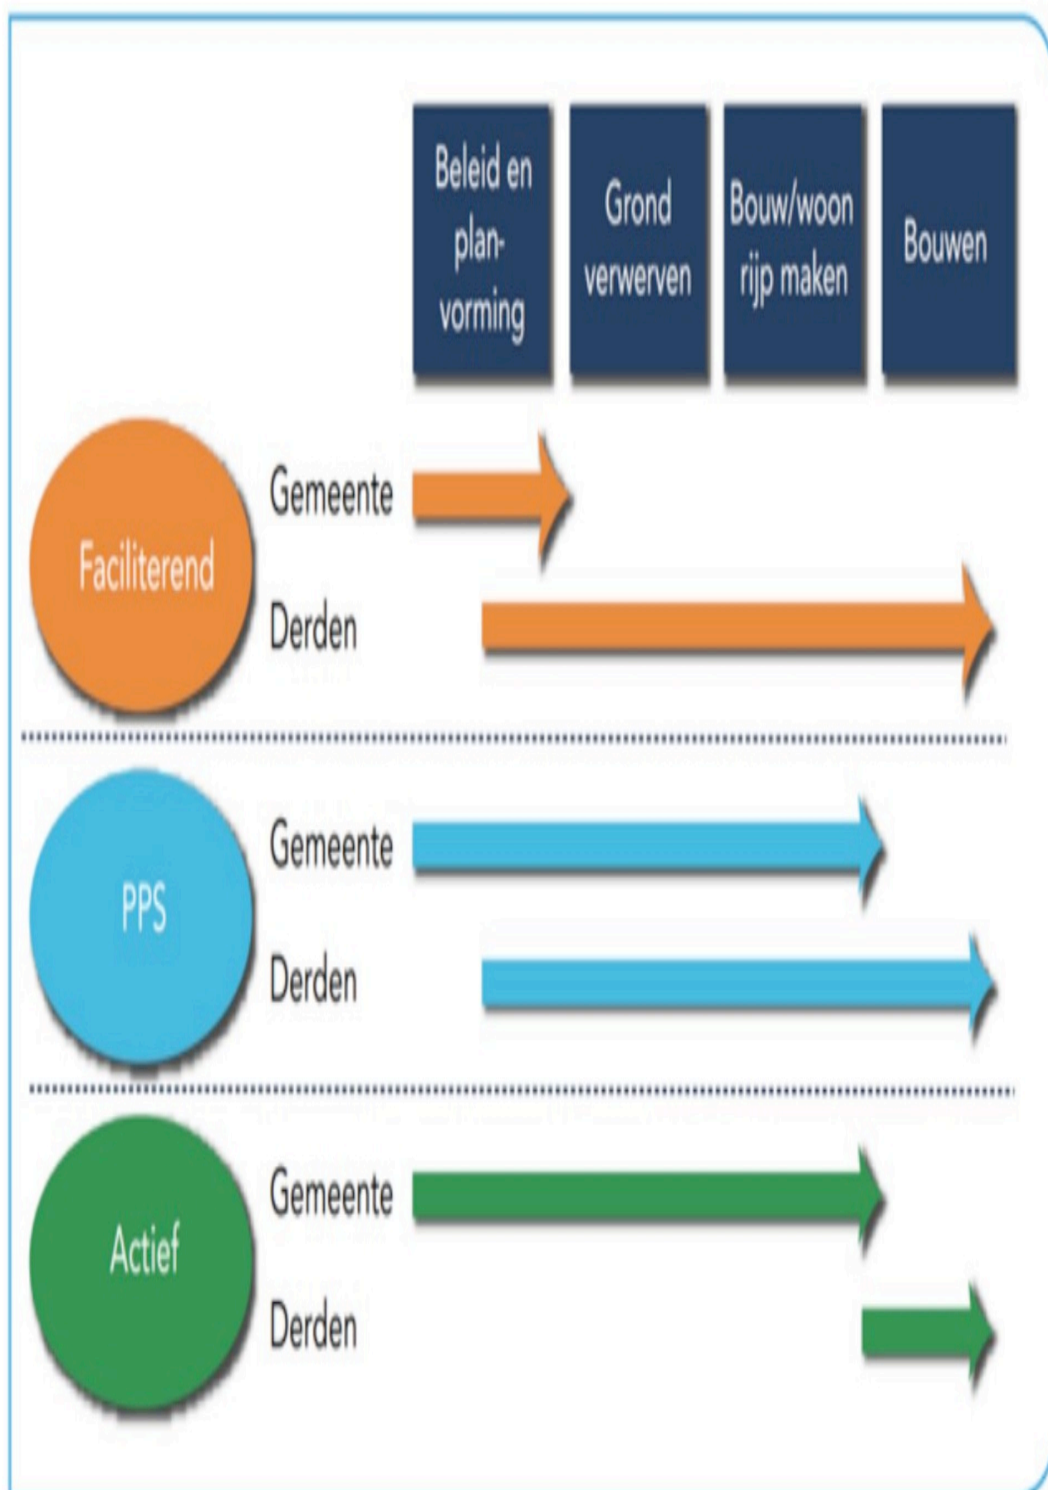 Beleid en
plan-
vorming
Grond
verwerven
Bouw/woon
rijp maken
Bouwen
Faciliterend
Gemeente
Derden
PPS
Gemeente
Derden
Actief
Gemeente
Derden